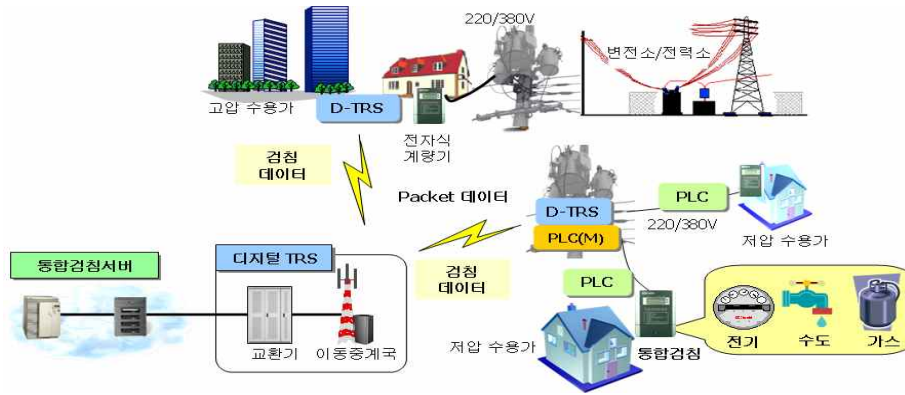 220/380V
변전소/전력소
고압 수용가
D-TRS
전자식
계량기
검침
데이터
Packet 데이터
D-TRS
PLC(M)
PLC
220/380V
저압 수용가
통합검침서버
디지털 TRS
교환기
이동중계국
검침
데이터
PLC
저압 수용가
통합검침
전기
수도
가스